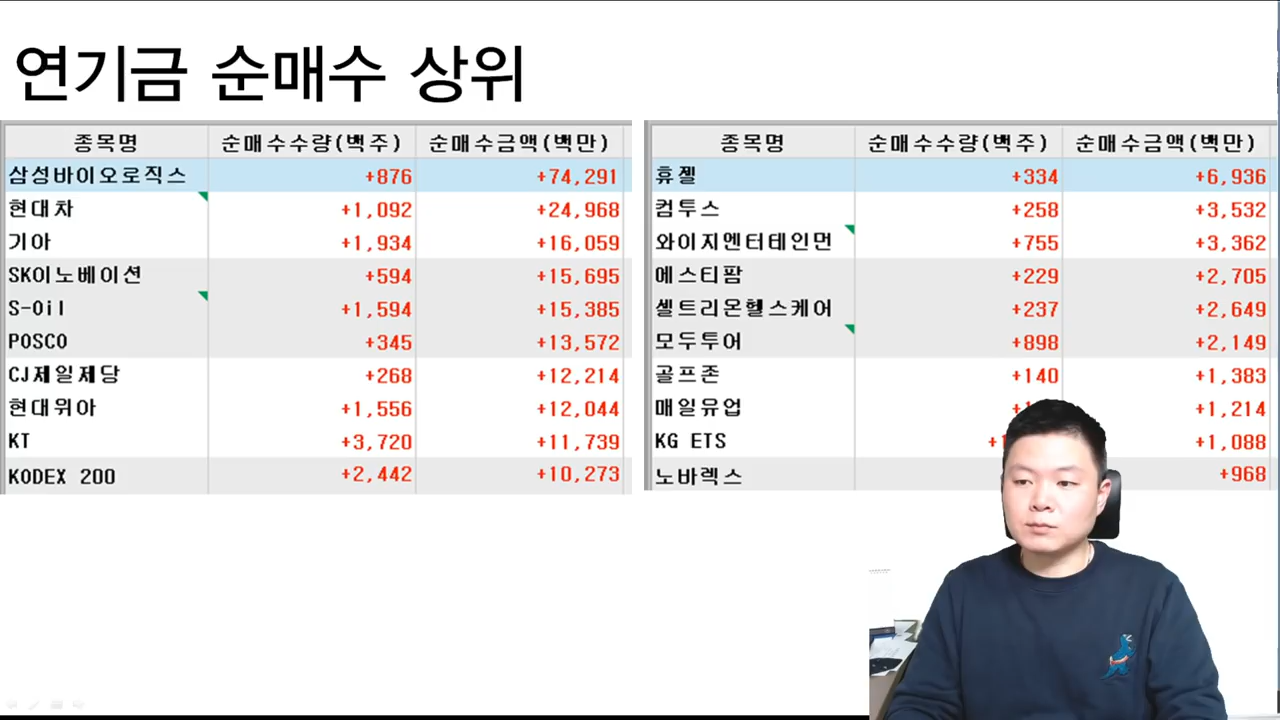 연기금 순매수 상위
종목명 순매수수량(백주) 순매수금액(백만)
삼성바이오로직스 +876 +74,291
현대차 +1,092 +24,968
기아 +1,934 +16,059
SK이노베이션 +594 +15,695
S-Oil +1,594 +15,385
POSCO +345 +13,572
CJ제일제당 +268 +12,214
현대위아 +1,556 +12,044
KT +3,720 +11,739
KODEX 200 +2,442 +10,273
종목명 순매수수량(백주) 순매수금액(백만)
휴젤 +334 +6,936
컴투스 +258 +3,532
와이지엔터테인먼 +755 +3,362
에스티팜 +229 +2,705
셀트리온헬스케어 +237 +2,649
모두투어 +898 +2,149
골프존 +140 +1,383
매일유업 +1,214
KG ETS +1,088
노바렉스 +968